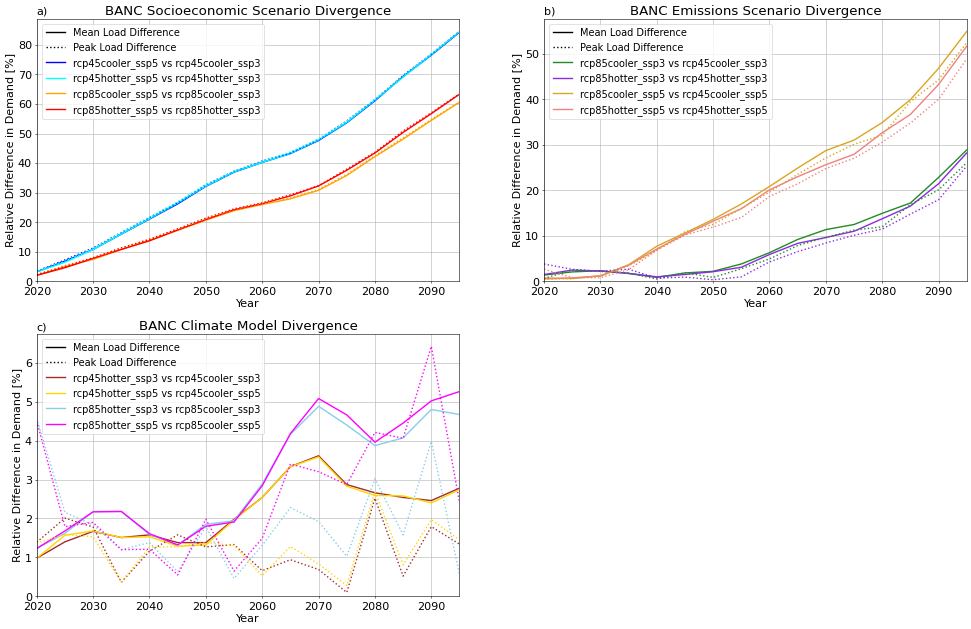 a)
BANC Socioeconomic Scenario Divergence
Relative Difference in Demand [%]
80
70
60
50
40
30
20
10
0
Mean Load Difference
Peak Load Difference
rcp45cooler_ssp5 vs rcp45cooler_ssp3
rcp45hotter_ssp5 vs rcp45hotter_ssp3
rcp85cooler_ssp5 vs rcp85cooler_ssp3
rcp85hotter_ssp5 vs rcp85hotter_ssp3
2020 2030 2040 2050 2060 2070 2080 2090
Year
b)
BANC Emissions Scenario Divergence
Relative Difference in Demand [%]
50
40
30
20
10
0
Mean Load Difference
Peak Load Difference
rcp85cooler_ssp3 vs rcp45cooler_ssp3
rcp85hotter_ssp3 vs rcp45hotter_ssp3
rcp85cooler_ssp5 vs rcp45cooler_ssp5
rcp85hotter_ssp5 vs rcp45hotter_ssp5
2020 2030 2040 2050 2060 2070 2080 2090
Year
c)
BANC Climate Model Divergence
Relative Difference in Demand [%]
6
5
4
3
2
1
0
Mean Load Difference
Peak Load Difference
rcp45hotter_ssp3 vs rcp45cooler_ssp3
rcp45hotter_ssp5 vs rcp45cooler_ssp5
rcp85hotter_ssp3 vs rcp85cooler_ssp3
rcp85hotter_ssp5 vs rcp85cooler_ssp5
2020 2030 2040 2050 2060 2070 2080 2090
Year